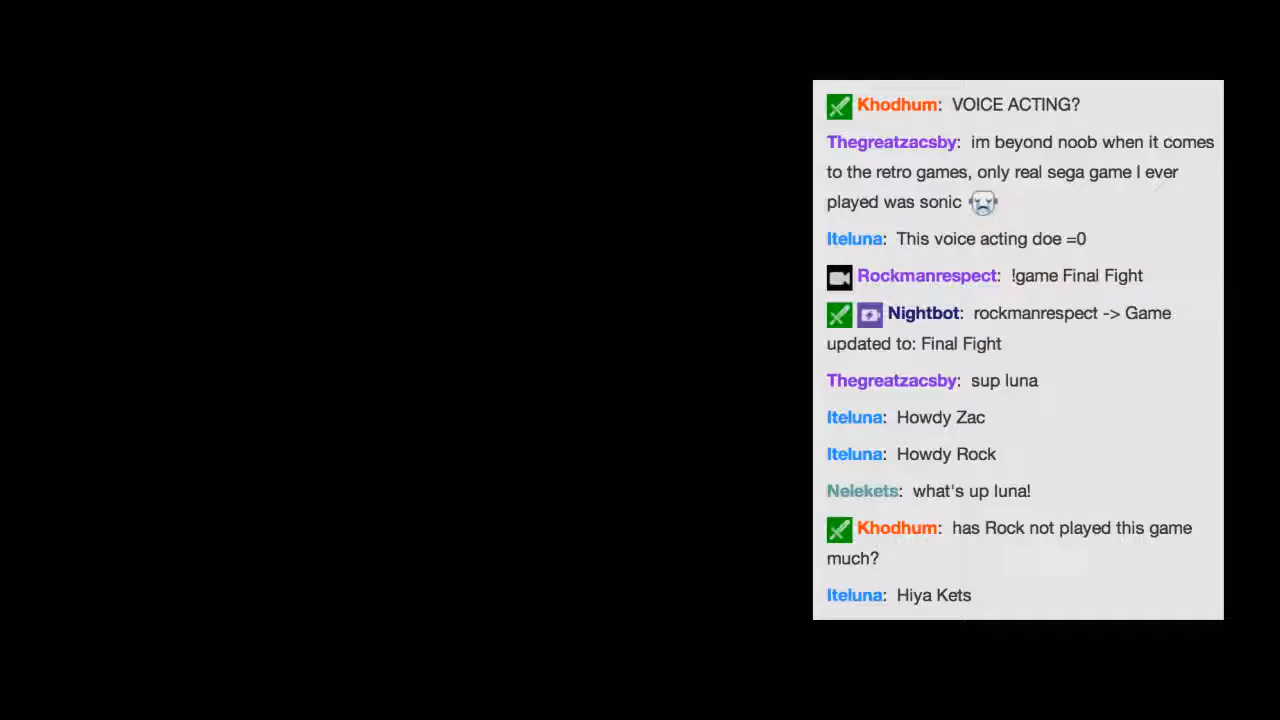 Khodhum: VOICE ACTING?
Thegreatzacsby: im beyond noob when it comes
to the retro games, only real sega game I ever
played was sonic
Iteluna: This voice acting doe =0
Rockmanrespect: !game Final Fight
Nightbot: rockmanrespect -> Game
updated to: Final Fight
Thegreatzacsby: sup luna
Iteluna: Howdy Zac
Iteluna: Howdy Rock
Nelekets: what's up luna!
Khodhum: has Rock not played this game
much?
Iteluna: Hiya Kets